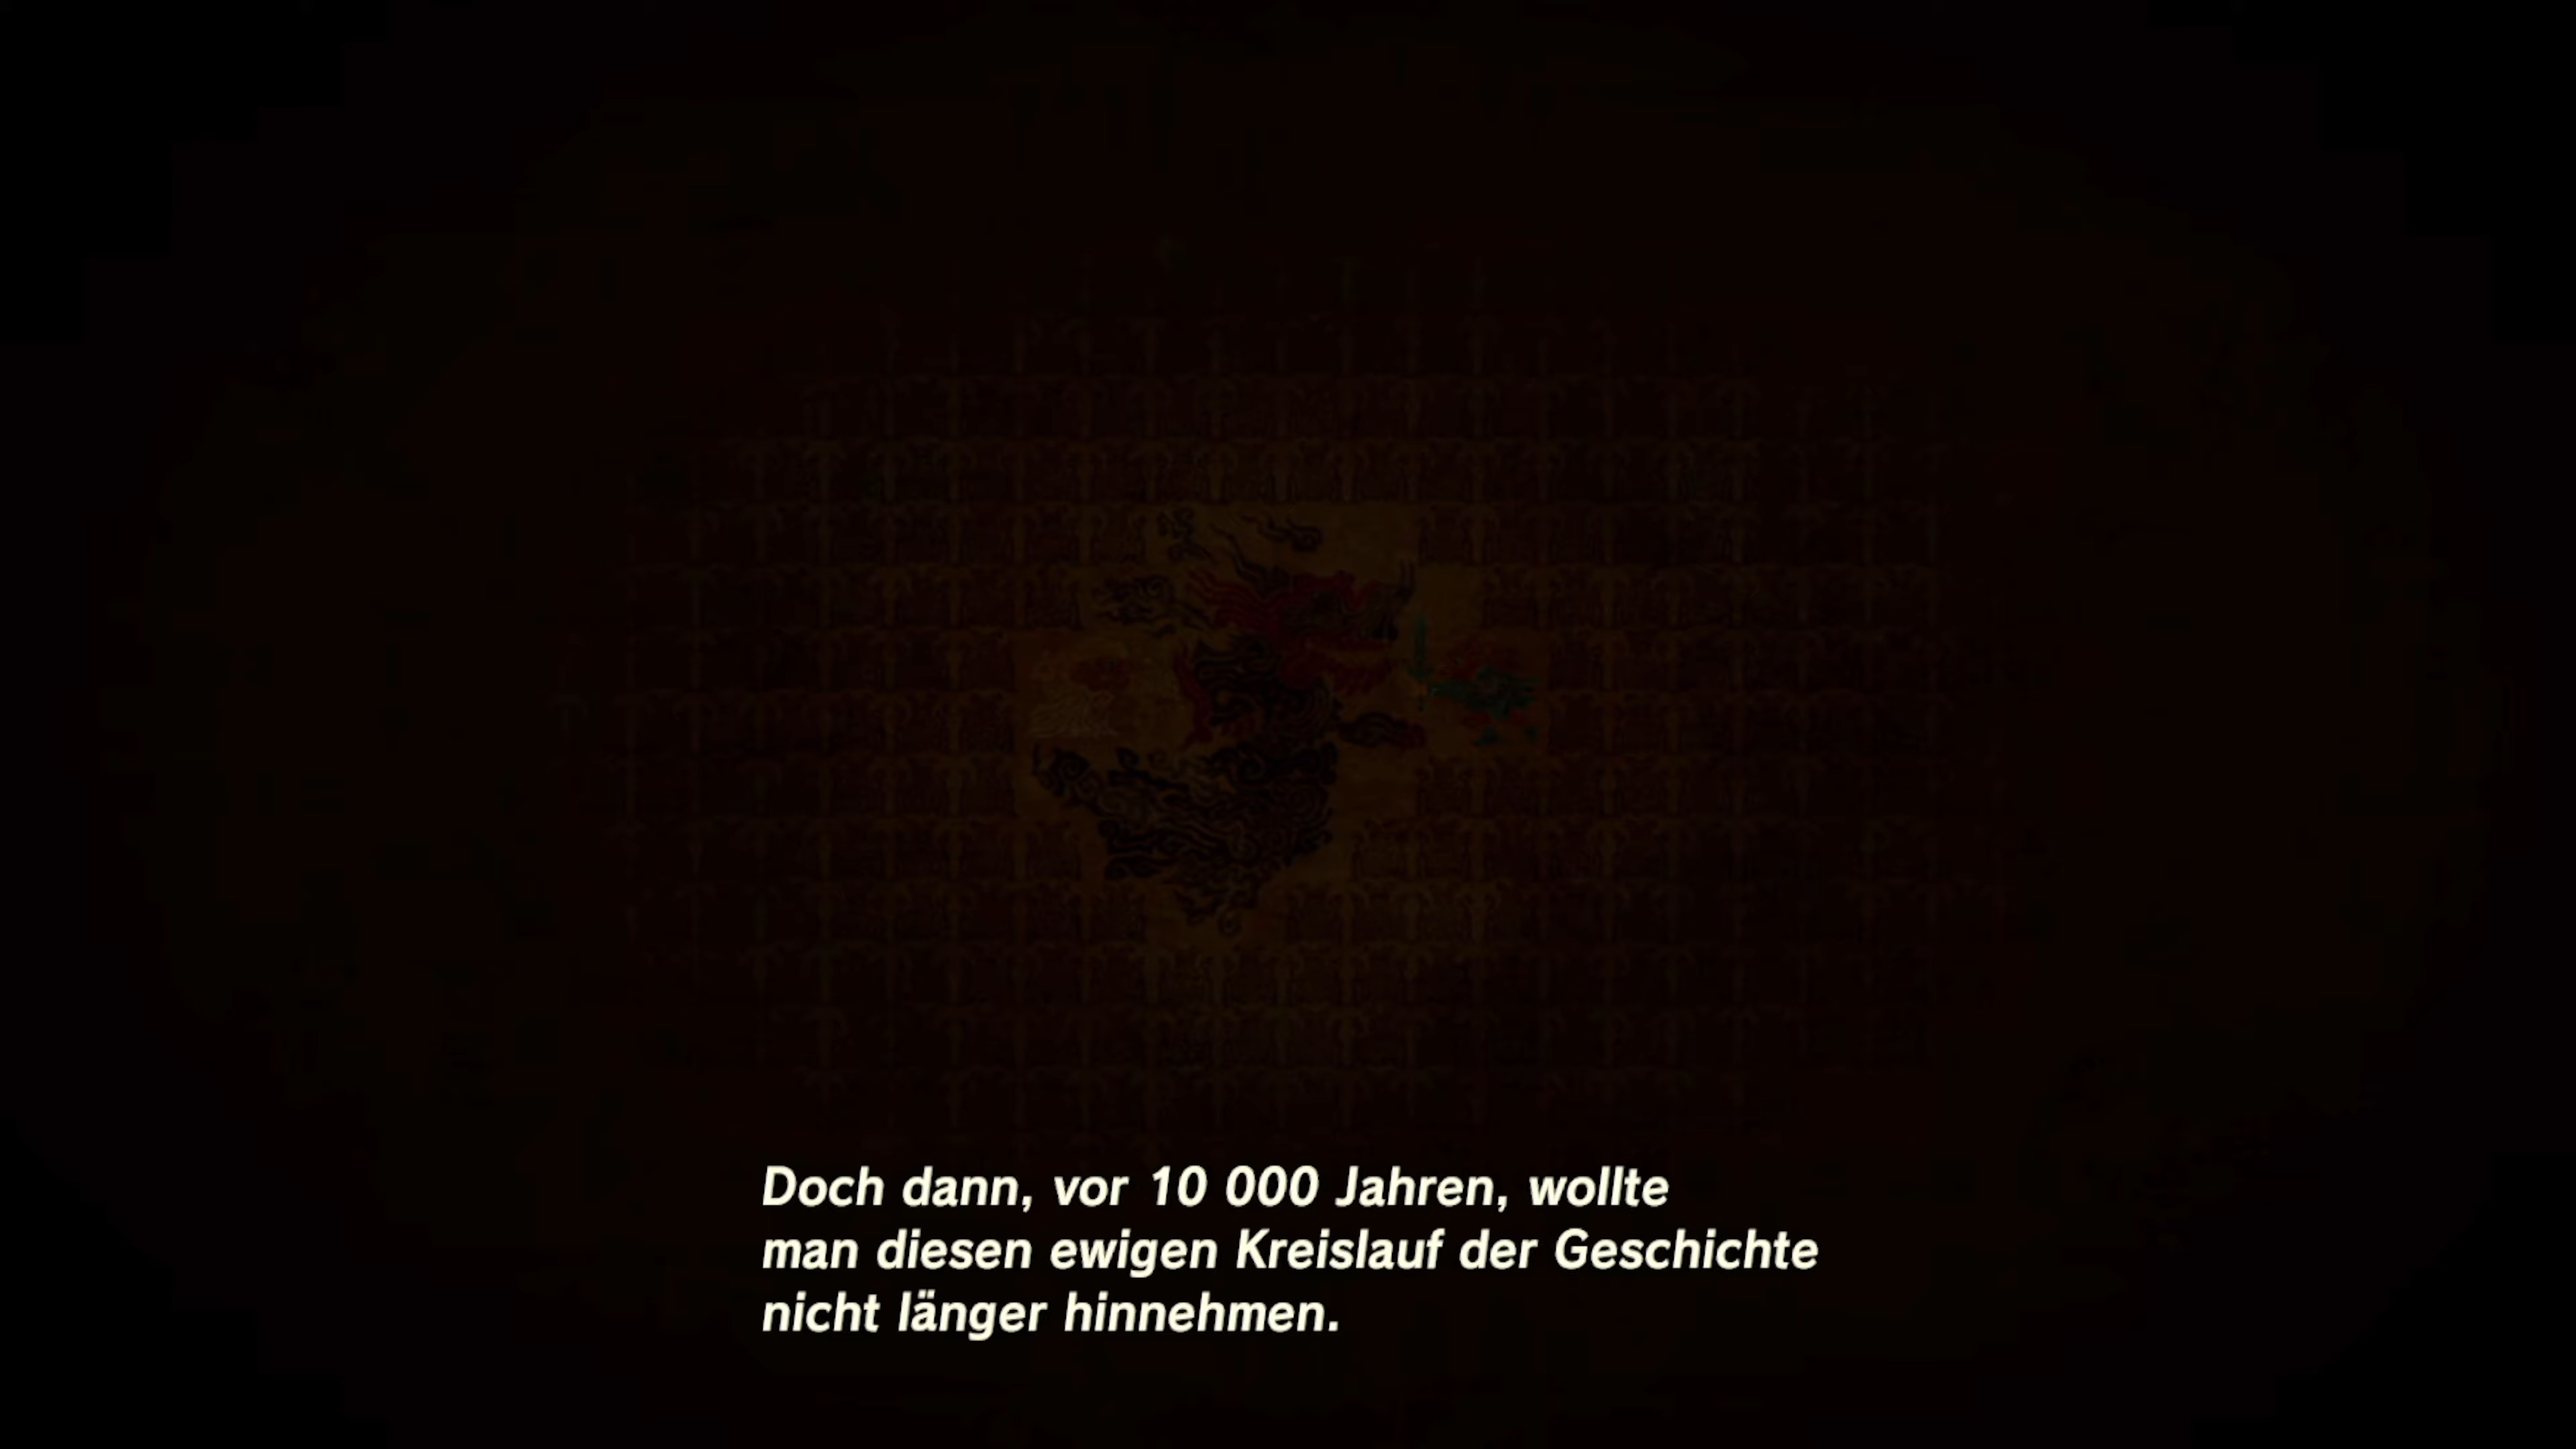 Doch dann, vor 10 000 Jahren, wollte
man diesen ewigen Kreislauf der Geschichte
nicht länger hinnehmen.